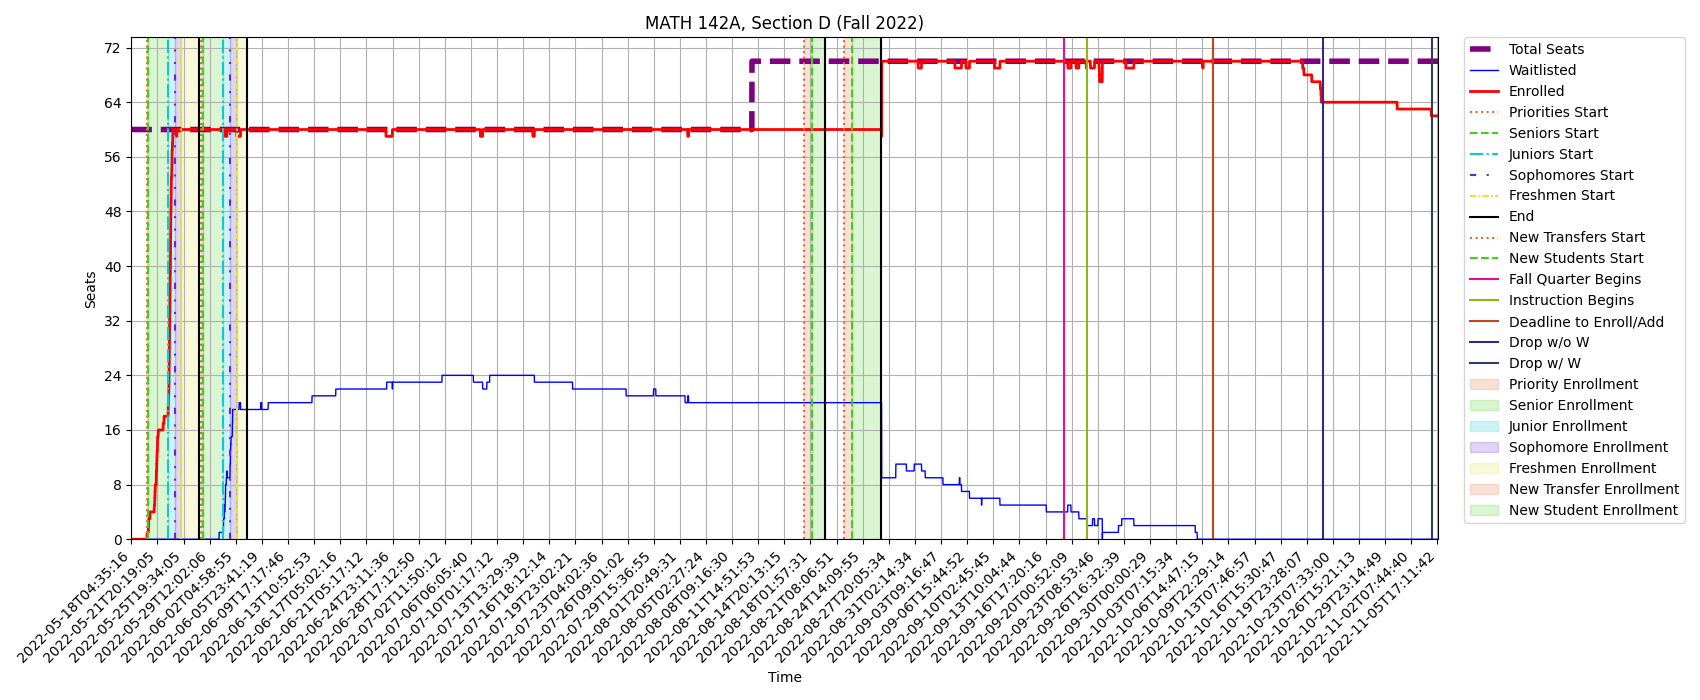 MATH 142A, Section D (Fall 2022)
72
64
56
48
40
32
24
16
8
0
Seats
2022-05-18T04:35:16
2022-05-21T20:19:05
2022-05-25T19:34:05
2022-05-29T12:02:06
2022-06-02T04:58:55
2022-06-05T23:41:19
2022-06-09T17:17:46
2022-06-13T10:52:53
2022-06-17T05:02:16
2022-06-21T05:17:12
2022-06-24T23:11:36
2022-06-28T17:12:50
2022-07-02T11:50:12
2022-07-06T06:05:40
2022-07-10T01:17:12
2022-07-13T13:29:39
2022-07-16T18:12:14
2022-07-19T23:02:21
2022-07-23T04:02:36
2022-07-26T09:01:02
2022-07-29T15:36:55
2022-08-01T20:49:31
2022-08-05T02:27:24
2022-08-08T09:16:30
2022-08-11T14:51:53
2022-08-14T20:13:15
2022-08-18T01:57:31
2022-08-21T08:06:51
2022-08-24T14:09:55
2022-08-27T20:05:34
2022-08-31T02:14:34
2022-09-03T09:16:47
2022-09-06T15:44:52
2022-09-10T02:45:45
2022-09-13T10:04:44
2022-09-16T17:20:16
2022-09-20T00:52:09
2022-09-23T08:53:46
2022-09-26T16:32:39
2022-09-30T00:00:29
2022-10-03T07:15:34
2022-10-06T14:47:15
2022-10-09T22:29:14
2022-10-13T07:46:57
2022-10-16T15:30:47
2022-10-19T23:28:07
2022-10-23T07:33:00
2022-10-26T15:21:13
2022-10-29T23:14:49
2022-11-02T07:44:40
2022-11-05T17:11:42
Time
Total Seats
Waitlisted
Enrolled
Priorities Start
Seniors Start
Juniors Start
Sophomores Start
Freshmen Start
End
New Transfers Start
New Students Start
Fall Quarter Begins
Instruction Begins
Deadline to Enroll/Add
Drop w/o W
Drop w/ W
Priority Enrollment
Senior Enrollment
Junior Enrollment
Sophomore Enrollment
Freshmen Enrollment
New Transfer Enrollment
New Student Enrollment